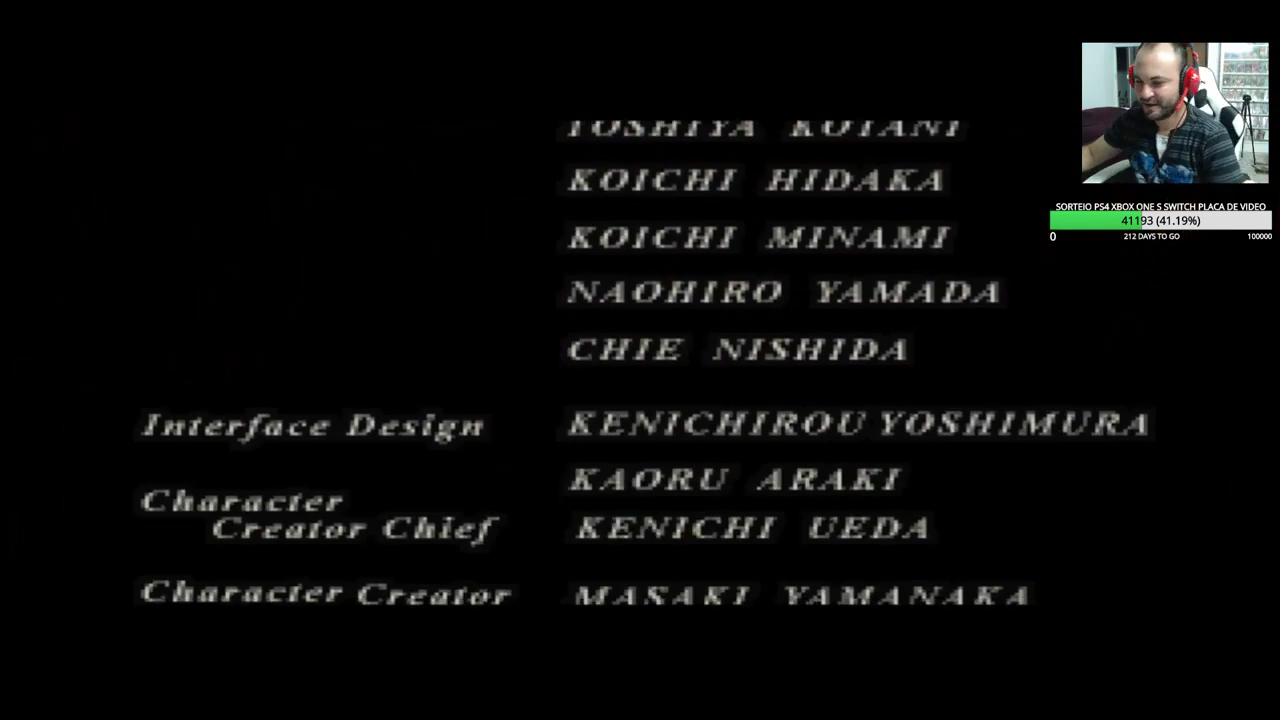 YOSHIYA KOTANI
KOICHI HIDAKA
KOICHI MINAMI
NAOHIRO YAMADA
CHIE NISHIDA
Interface Design KENICHIROU YOSHIMURA
KAORU ARAKI
Character
Creator Chief KENICHI UEDA
Character Creator MASAKI YAMANAKA
SORTEIO PS4 XBOX ONE S SWITCH PLACA DE VIDEO
41193 (41.19%)
0 212 DAYS TO GO 100000